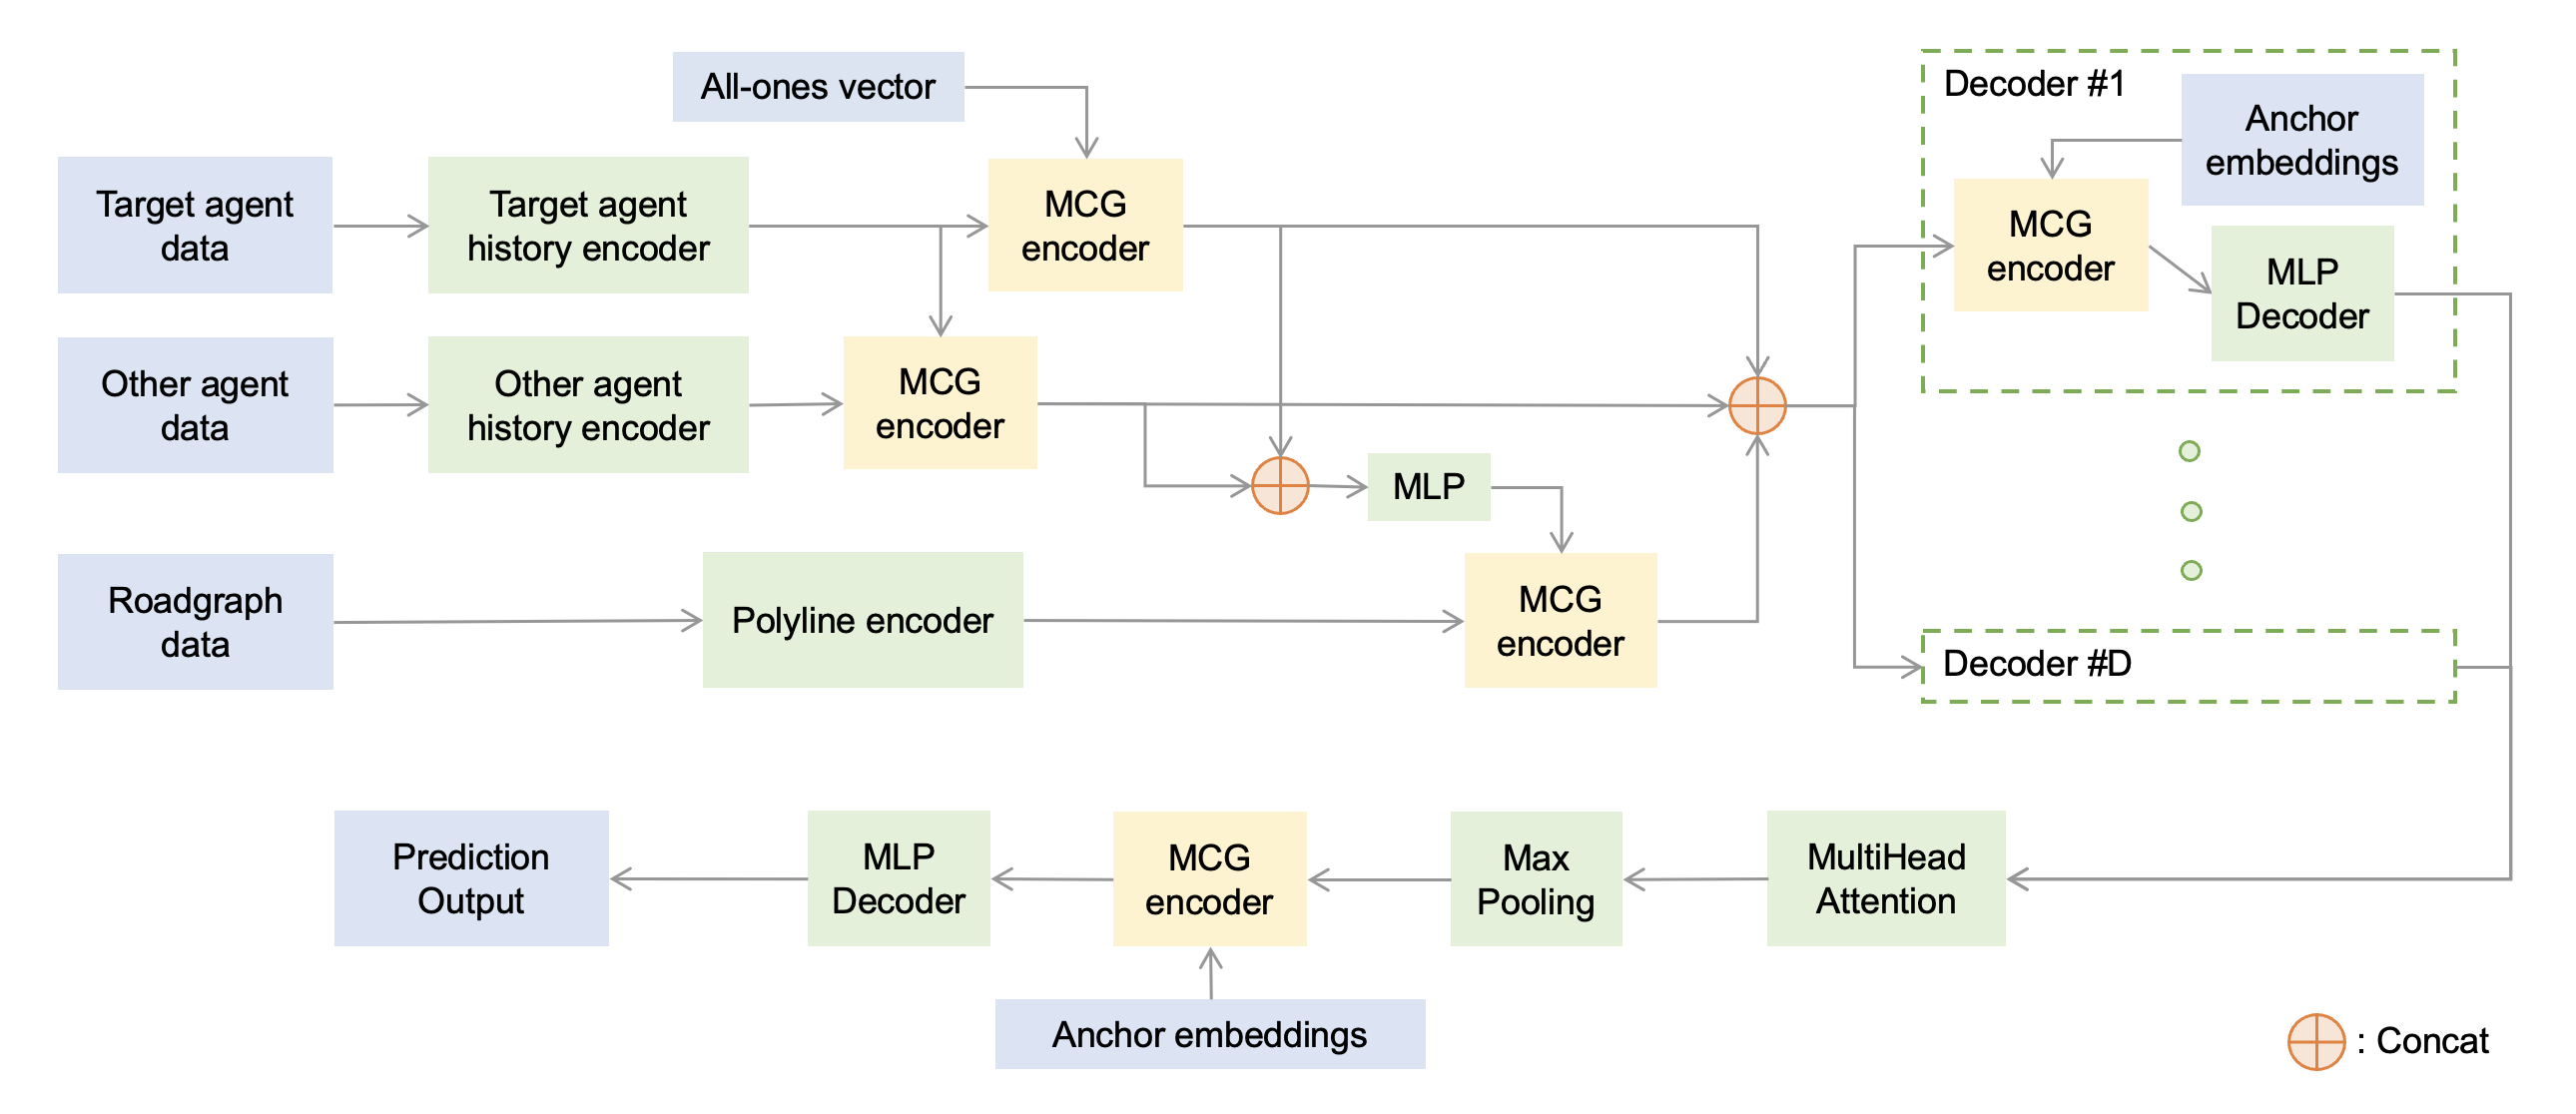 All-ones vector
Target agent
data
Target agent
history encoder
MCG
encoder
Other agent
data
Other agent
history encoder
MCG
encoder
MLP
Roadgraph
data
Polyline encoder
MCG
encoder
Decoder #1
Anchor
embeddings
MCG
encoder
MLP
Decoder
Decoder #D
Prediction
Output
MLP
Decoder
MCG
encoder
Max
Pooling
MultiHead
Attention
Anchor embeddings
: Concat